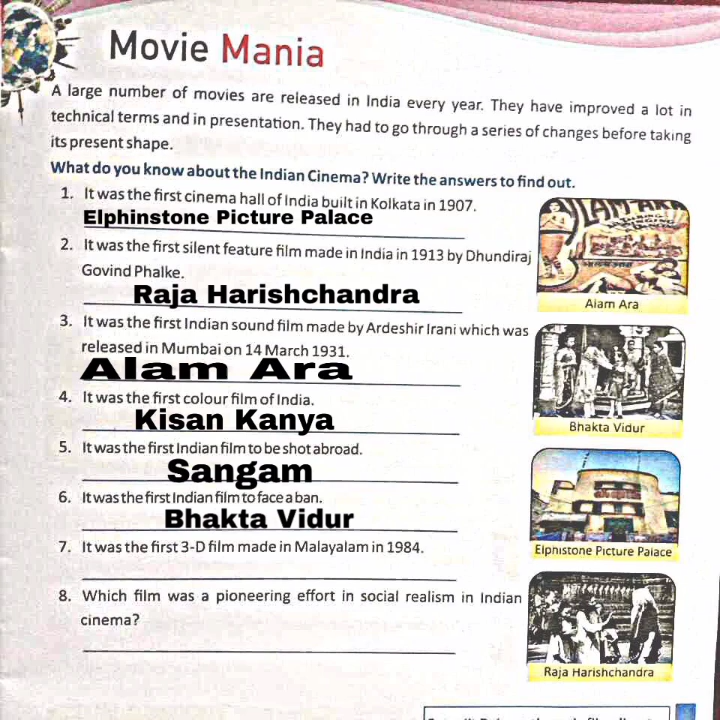 Movie Mania
A large number of movies are released in India every year. They have improved a lot in
technical terms and in presentation. They had to go through a series of changes before taking
its present shape.
What do you know about the Indian Cinema? Write the answers to find out.
1. It was the first cinema hall of India built in Kolkata in 1907.
Elphinstone Picture Palace
2. It was the first silent feature film made in India in 1913 by Dhundiraj
Govind Phalke.
Raja Harishchandra
3. It was the first Indian sound film made by Ardeshir Irani which was
released in Mumbai on 14 March 1931.
Alam Ara
4. It was the first colour film of India.
Kisan Kanya
5. It was the first Indian film to be shot abroad.
Sangam
6. It was the first Indian film to face a ban.
Bhakta Vidur
7. It was the first 3-D film made in Malayalam in 1984.
8. Which film was a pioneering effort in social realism in Indian
cinema?
ALAM-ARA
Alam Ara
Bhakta Vidur
Elphistone Picture Palace
Raja Harishchandra